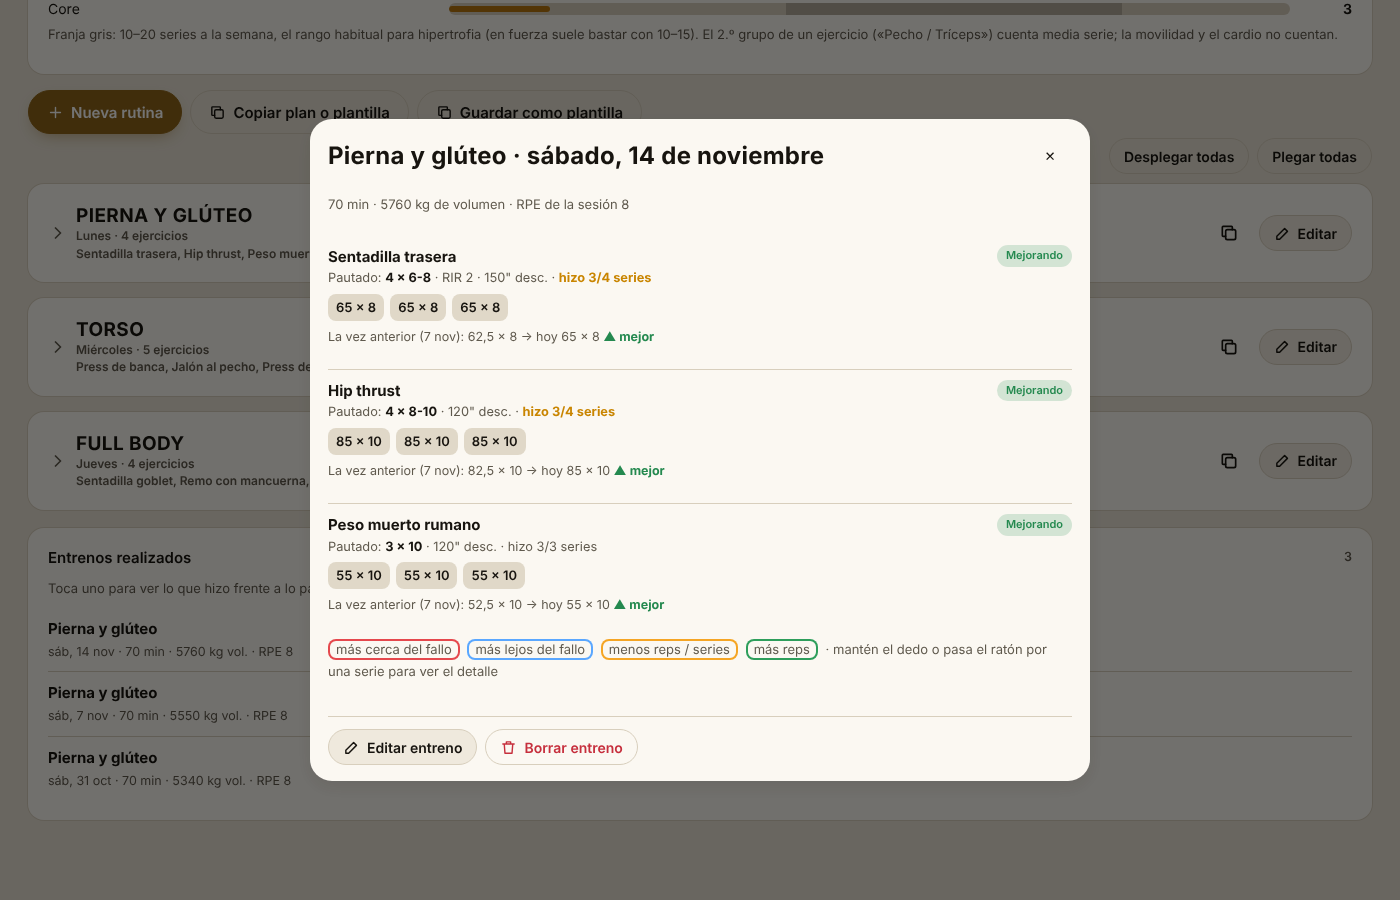 Core 3
Franja gris: 10–20 series a la semana, el rango habitual para hipertrofia (en fuerza suele bastar con 10–15). El 2.º grupo de un ejercicio («Pecho / Tríceps») cuenta media serie; la movilidad y el cardio no cuentan.
+ Nueva rutina
Copiar plan o plantilla
Guardar como plantilla
Desplegar todas
Plegar todas
PIERNA Y GLÚTEO
Lunes · 4 ejercicios
Sentadilla trasera, Hip thrust, Peso muer
Editar
TORSO
Miércoles · 5 ejercicios
Press de banca, Jalón al pecho, Press de
Editar
FULL BODY
Jueves · 4 ejercicios
Sentadilla goblet, Remo con mancuerna,
Editar
Entrenos realizados 3
Toca uno para ver lo que hizo frente a lo pa
Pierna y glúteo
sáb, 14 nov · 70 min · 5760 kg vol. · RPE 8
Pierna y glúteo
sáb, 7 nov · 70 min · 5550 kg vol. · RPE 8
Pierna y glúteo
sáb, 31 oct · 70 min · 5340 kg vol. · RPE 8
Pierna y glúteo · sábado, 14 de noviembre ×
70 min · 5760 kg de volumen · RPE de la sesión 8
Sentadilla trasera Mejorando
Pautado: 4 × 6-8 · RIR 2 · 150" desc. · hizo 3/4 series
65 × 8 65 × 8 65 × 8
La vez anterior (7 nov): 62,5 × 8 → hoy 65 × 8 ▲ mejor
Hip thrust Mejorando
Pautado: 4 × 8-10 · 120" desc. · hizo 3/4 series
85 × 10 85 × 10 85 × 10
La vez anterior (7 nov): 82,5 × 10 → hoy 85 × 10 ▲ mejor
Peso muerto rumano Mejorando
Pautado: 3 × 10 · 120" desc. · hizo 3/3 series
55 × 10 55 × 10 55 × 10
La vez anterior (7 nov): 52,5 × 10 → hoy 55 × 10 ▲ mejor
más cerca del fallo más lejos del fallo menos reps / series más reps · mantén el dedo o pasa el ratón por
una serie para ver el detalle
Editar entreno
Borrar entreno